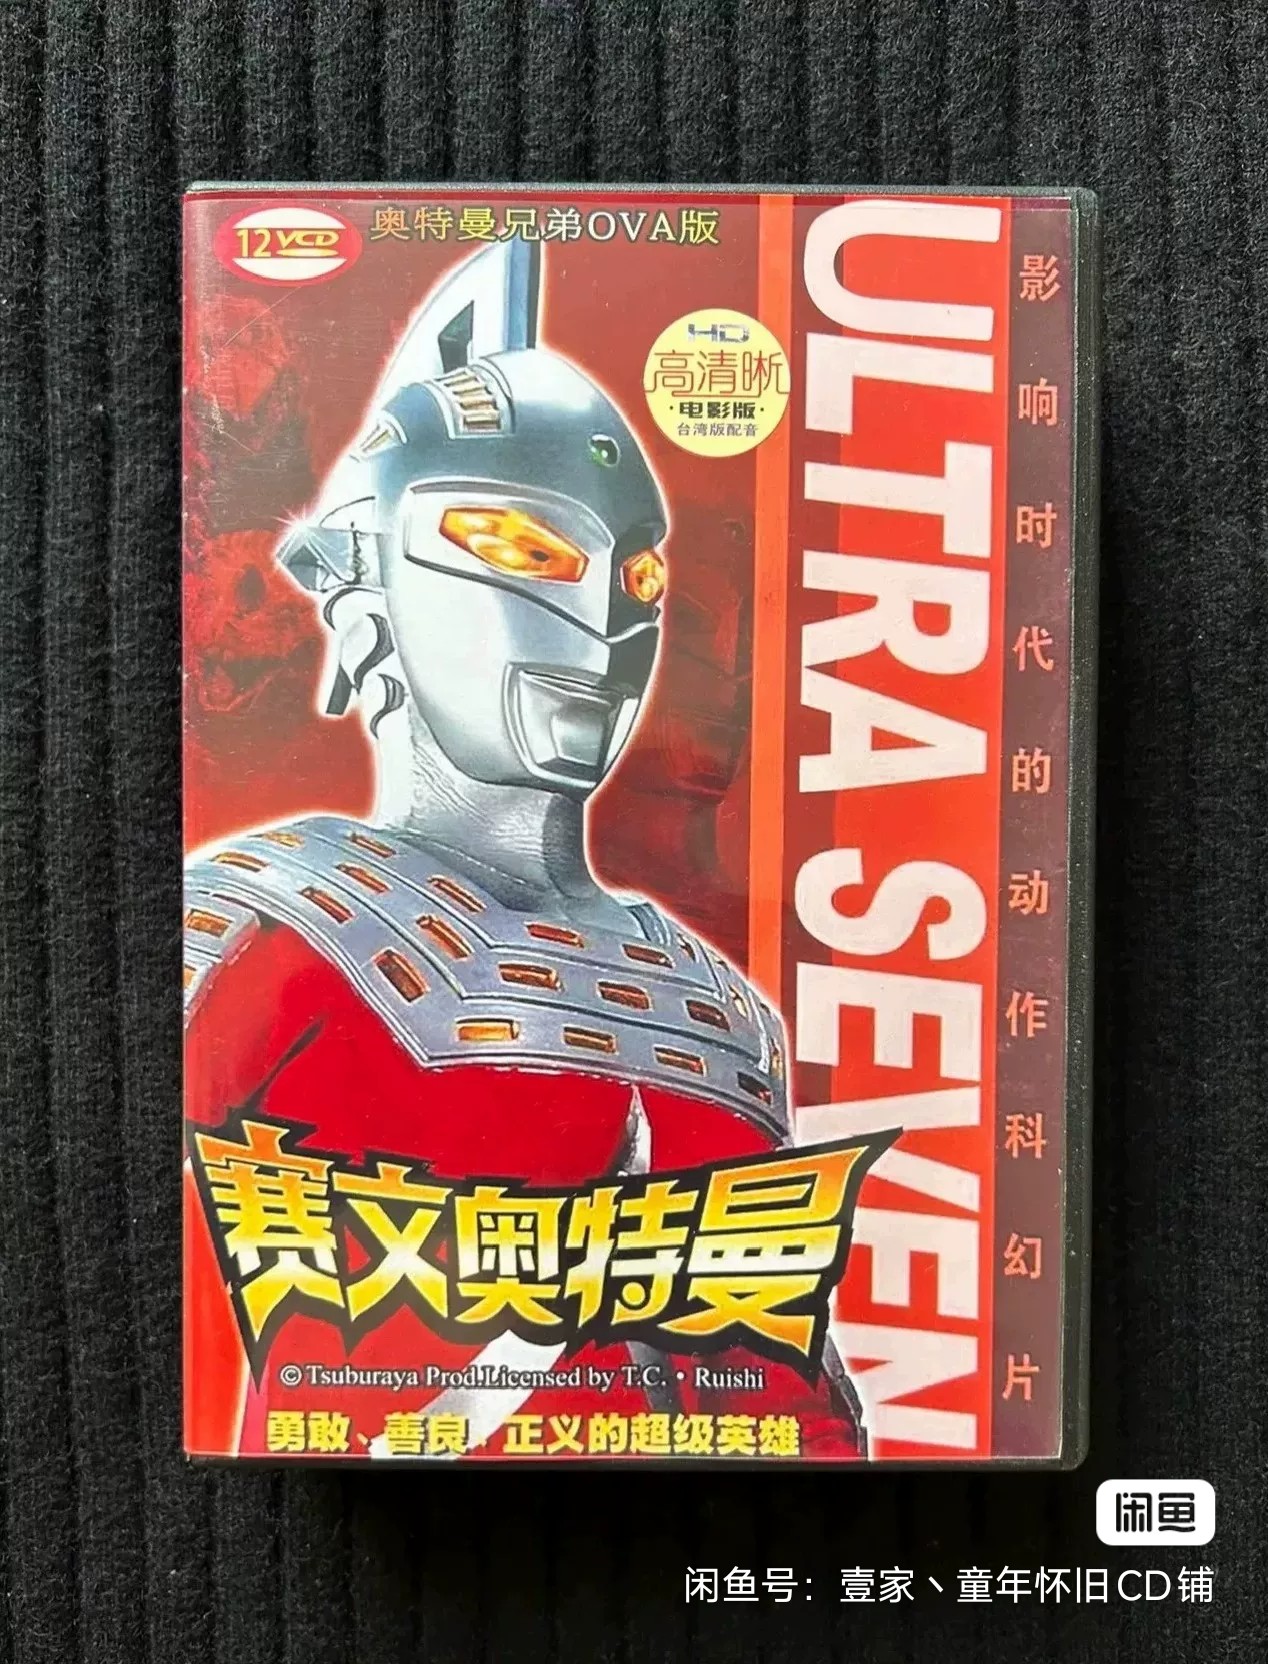 12VCD
奥特曼兄弟OVA版
HD
高清晰
·电影版·
台湾版配音
ULTRA SEVEN
影响时代的动作科幻片
赛文奥特曼
© Tsuburaya Prod.Licensed by T.C. • Ruishi
勇敢、善良、正义的超级英雄
闲鱼
闲鱼号：壹家丶童年怀旧CD铺